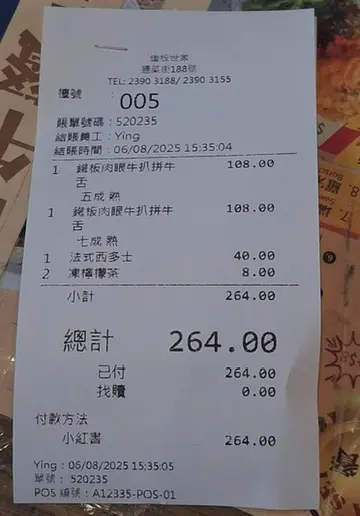 鐵板世家
通菜街188號
TEL: 2390 3188/ 2390 3155
檯號 : 005
賬單號碼 : 520235
結賬員工 : Ying
結賬時間 : 06/08/2025 15:35:04
1 鐵板肉眼牛扒拼牛 108.00
舌
五成熟
1 鐵板肉眼牛扒拼牛 108.00
舌
七成熟
1 法式西多士 40.00
2 凍檸檬茶 8.00
小計 264.00
總計 264.00
已付 264.00
找贖 0.00
付款方法
小紅書 264.00
Ying : 06/08/2025 15:35:05
單號 : 520235
POS 編號 : A12335-POS-01